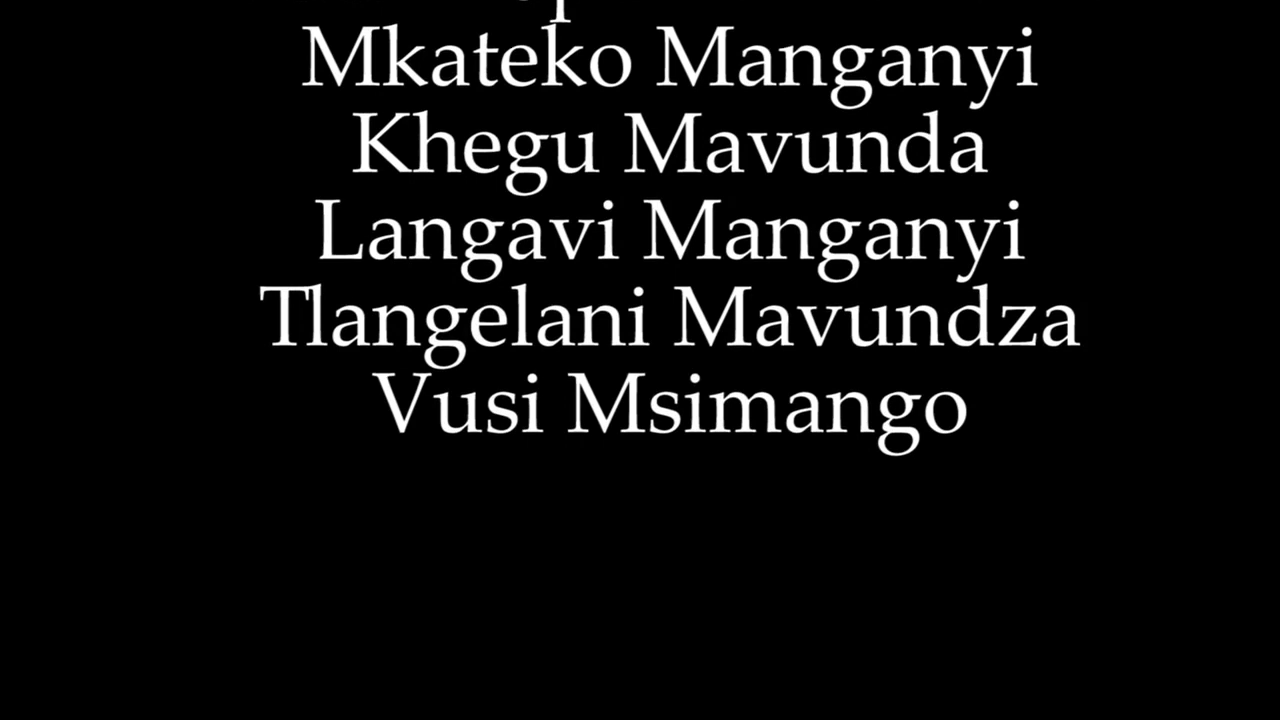 Mkateko Manganyi
Khegu Mavunda
Langavi Manganyi
Tlangelani Mavundza
Vusi Msimango